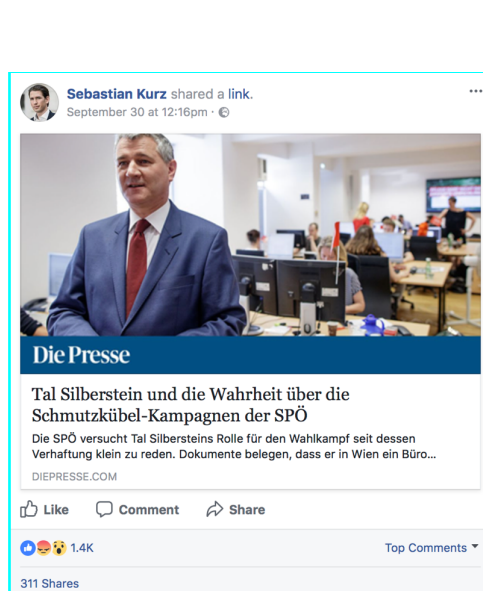 Sebastian Kurz shared a link.
September 30 at 12:16pm ·
Die Presse
Tal Silberstein und die Wahrheit über die
Schmutzkübel-Kampagnen der SPÖ
Die SPÖ versucht Tal Silbersteins Rolle für den Wahlkampf seit dessen
Verhaftung klein zu reden. Dokumente belegen, dass er in Wien ein Büro...
DIEPRESSE.COM
Like Comment Share
1.4K Top Comments
311 Shares